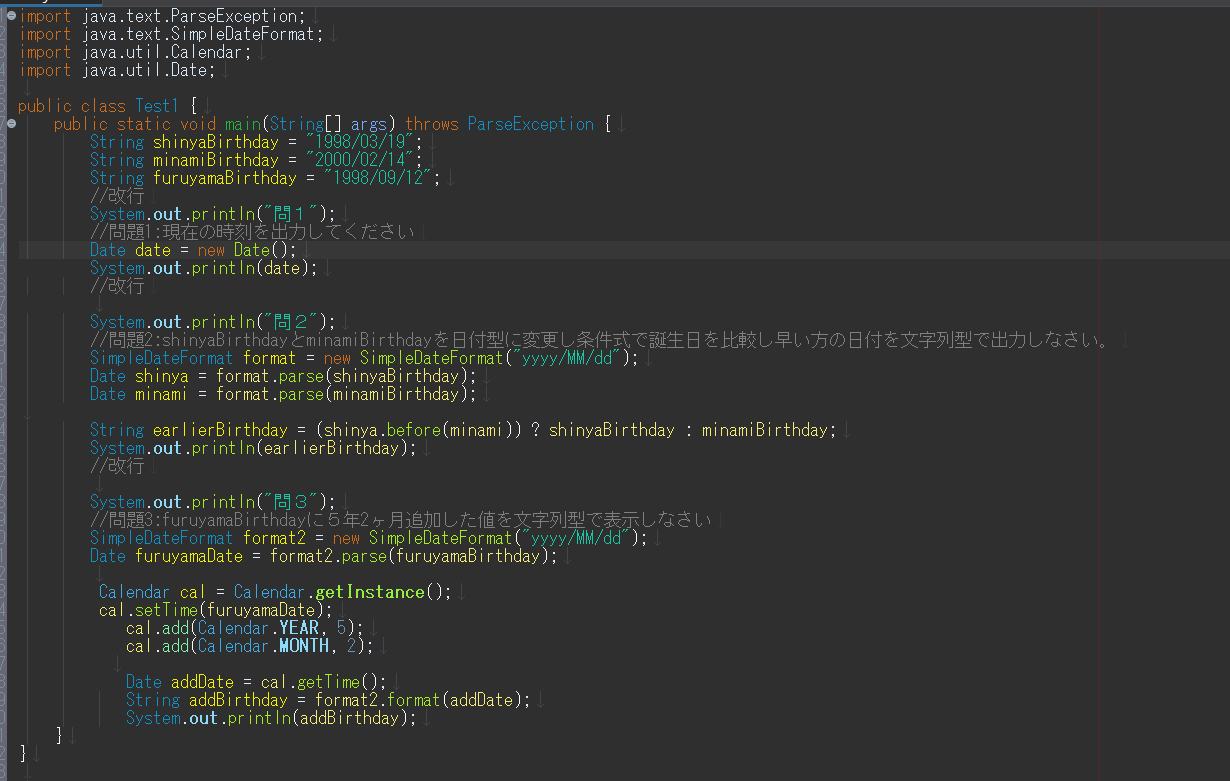 import java.text.ParseException;
import java.text.SimpleDateFormat;
import java.util.Calendar;
import java.util.Date;
public class Test1 {
public static void main(String[] args) throws ParseException {
String shinyaBirthday = "1998/03/19";
String minamiBirthday = "2000/02/14";
String furuyamaBirthday = "1998/09/12";
//改行
System.out.println("問１");
//問題1:現在の時刻を出力してください
Date date = new Date();
System.out.println(date);
//改行
System.out.println("問２");
//問題2:shinyaBirthdayとminamiBirthdayを日付型に変更し条件式で誕生日を比較し早い方の日付を文字列型で出力しなさい。
SimpleDateFormat format = new SimpleDateFormat("yyyy/MM/dd");
Date shinya = format.parse(shinyaBirthday);
Date minami = format.parse(minamiBirthday);
String earlierBirthday = (shinya.before(minami)) ? shinyaBirthday : minamiBirthday;
System.out.println(earlierBirthday);
//改行
System.out.println("問３");
//問題3:furuyamaBirthdayに５年2ヶ月追加した値を文字列型で表示しなさい
SimpleDateFormat format2 = new SimpleDateFormat("yyyy/MM/dd");
Date furuyamaDate = format2.parse(furuyamaBirthday);
Calendar cal = Calendar.getInstance();
cal.setTime(furuyamaDate);
cal.add(Calendar.YEAR, 5);
cal.add(Calendar.MONTH, 2);
Date addDate = cal.getTime();
String addBirthday = format2.format(addDate);
System.out.println(addBirthday);
}
}